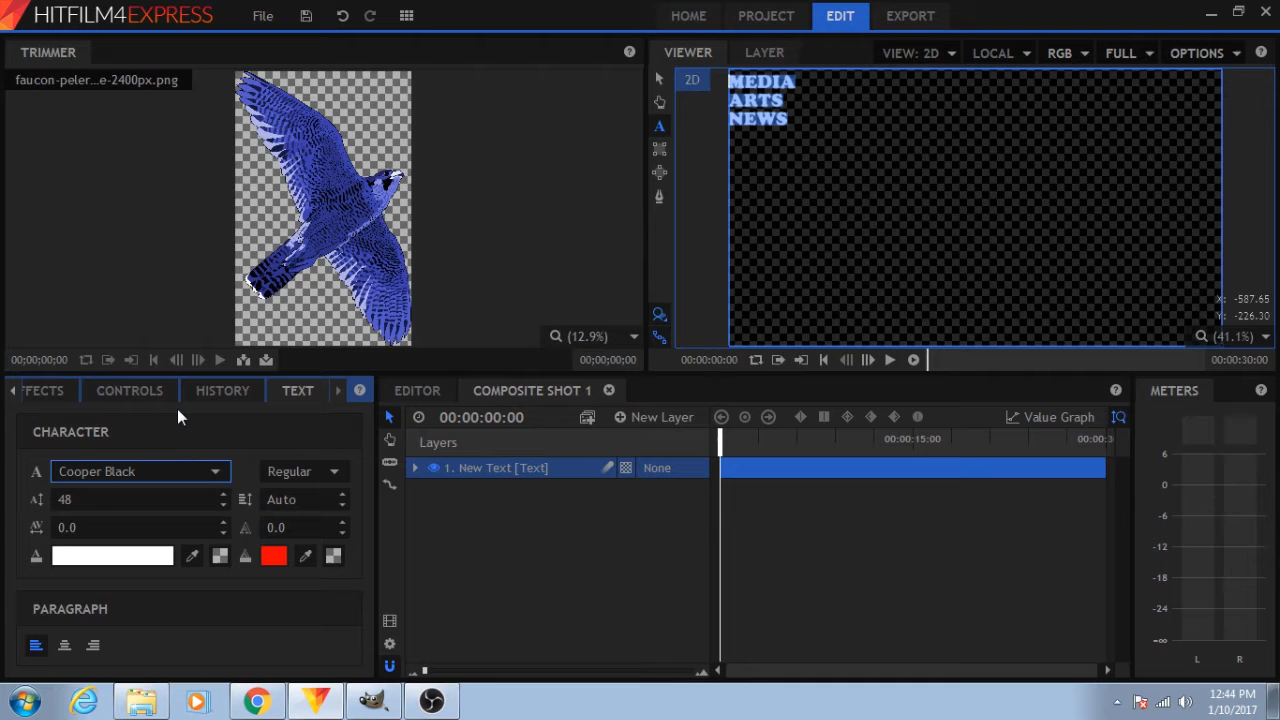 HITFILM4EXPRESS File HOME PROJECT EDIT EXPORT
TRIMMER VIEWER LAYER VIEW: 2D LOCAL RGB FULL OPTIONS
faucon-peler...e-2400px.png 2D
MEDIA
ARTS
NEWS
X: -587.65
Y: -226.30
(12.9%) (41.1%)
00;00;00;00 00;00;00;00 00:00:00:00 00:00:30:00
FFECTS CONTROLS HISTORY TEXT EDITOR COMPOSITE SHOT 1 METERS
00:00:00:00 New Layer Value Graph
CHARACTER Layers 00:00:15:00 00:00:3
Cooper Black Regular 1. New Text [Text] None
48 Auto
0.0 0.0
PARAGRAPH
6
0
-6
-12
-18
-24
-∞
L R
12:44 PM
1/10/2017